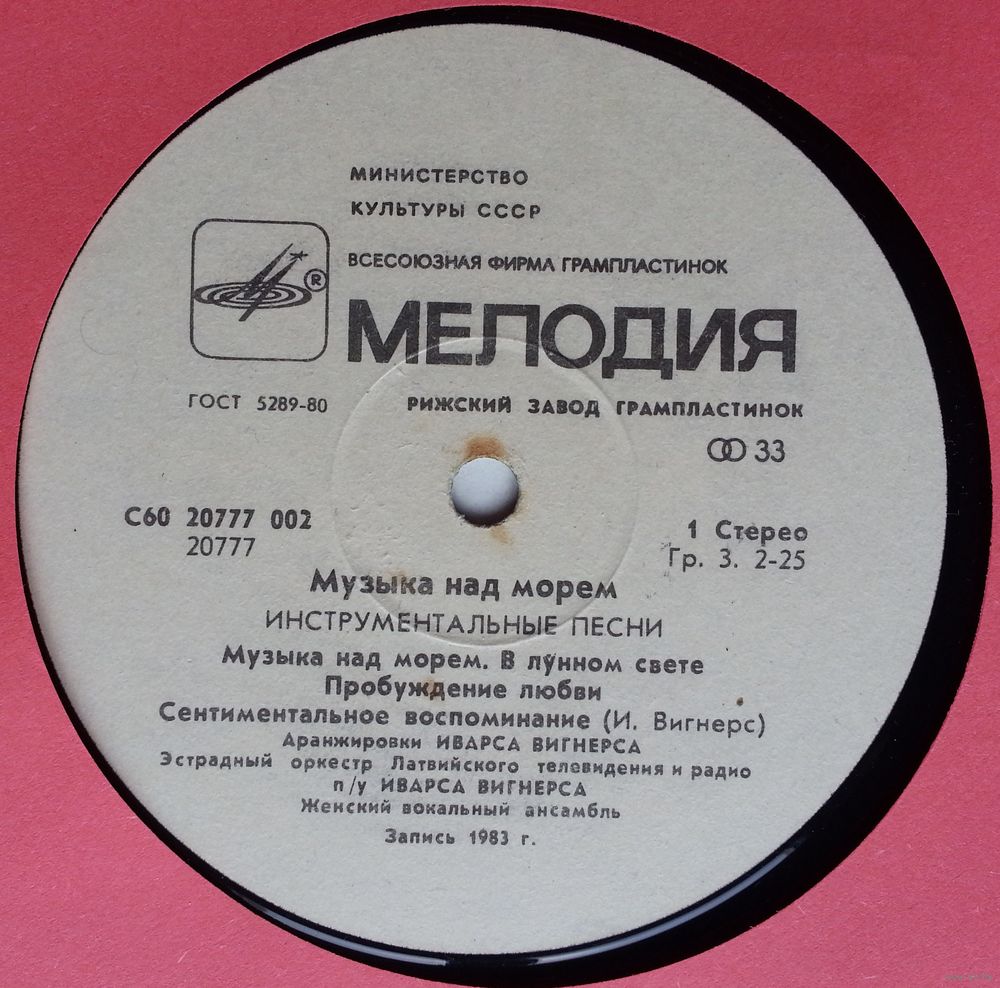 МИНИСТЕРСТВО
КУЛЬТУРЫ СССР
ВСЕСОЮЗНАЯ ФИРМА ГРАМПЛАСТИНОК
®
МЕЛОДИЯ
ГОСТ 5289-80
РИЖСКИЙ ЗАВОД ГРАМПЛАСТИНОК
33
С60 20777 002
20777
1 Стерео
Гр. 3. 2-25
Музыка над морем
ИНСТРУМЕНТАЛЬНЫЕ ПЕСНИ
Музыка над морем. В лунном свете
Пробуждение любви
Сентиментальное воспоминание (И. Вигнерс)
Аранжировки ИВАРСА ВИГНЕРСА
Эстрадный оркестр Латвийского телевидения и радио
п/у ИВАРСА ВИГНЕРСА
Женский вокальный ансамбль
Запись 1983 г.